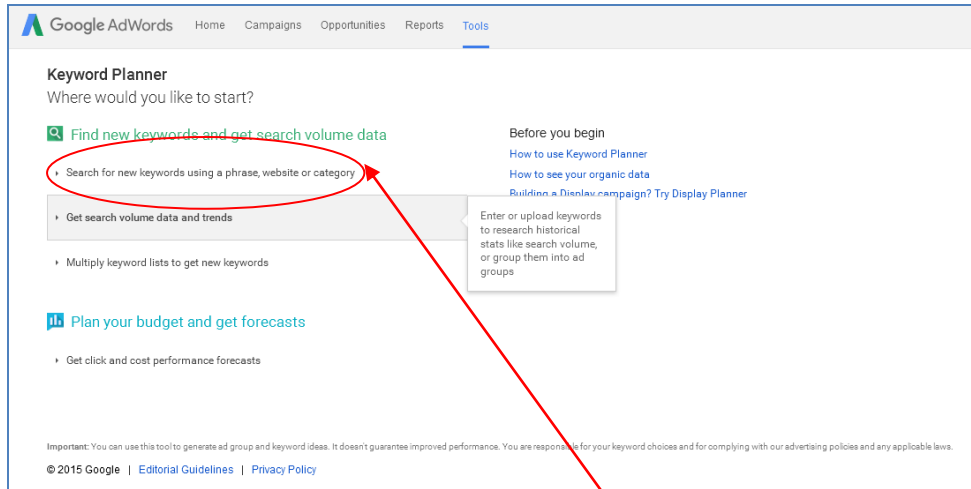 Google AdWords Home Campaigns Opportunities Reports Tools
Keyword Planner
Where would you like to start?
Find new keywords and get search volume data
Search for new keywords using a phrase, website or category
Get search volume data and trends
Multiply keyword lists to get new keywords
Plan your budget and get forecasts
Get click and cost performance forecasts
Before you begin
How to use Keyword Planner
How to see your organic data
Building a Display campaign? Try Display Planner
Enter or upload keywords
to research historical
stats like search volume,
or group them into ad
groups
Important: You can use this tool to generate ad group and keyword ideas. It doesn't guarantee improved performance. You are responsible for your keyword choices and for complying with our advertising policies and any applicable laws.
© 2015 Google | Editorial Guidelines | Privacy Policy